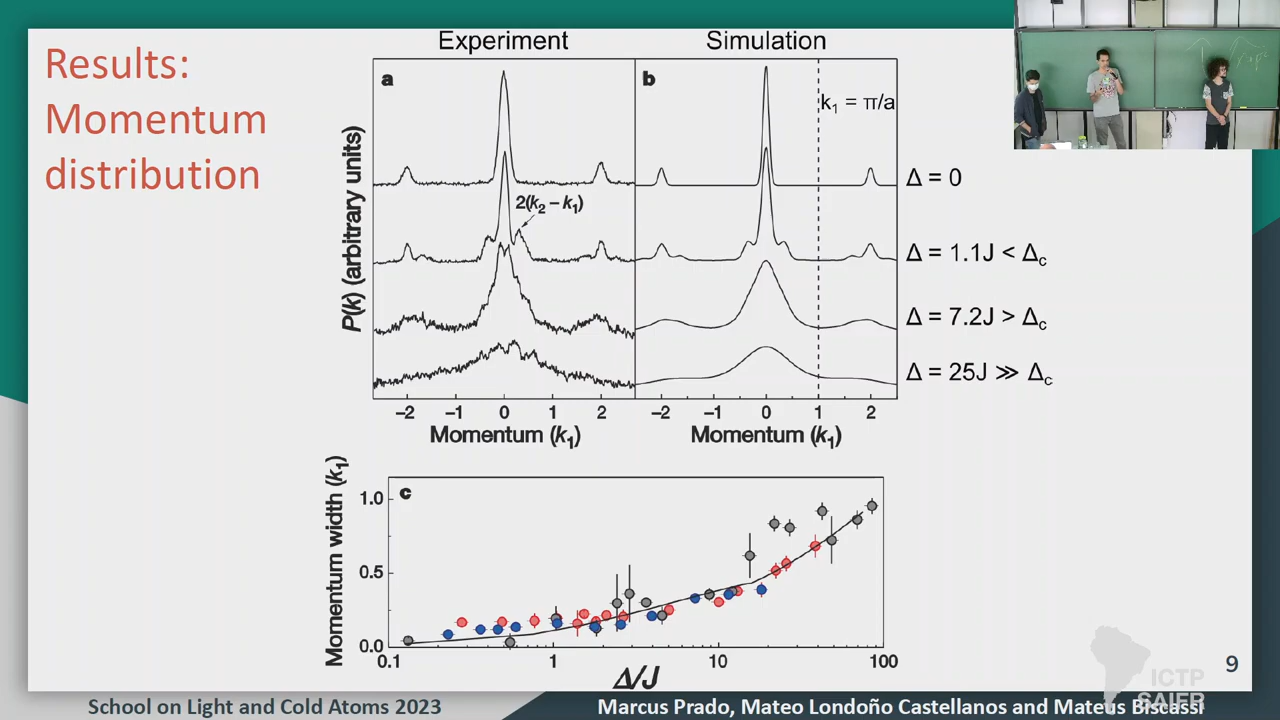 Results:
Momentum
distribution
Experiment
Simulation
a
b
k₁ = π/a
2(k₂ – k₁)
P(k) (arbitrary units)
Δ = 0
Δ = 1.1J < Δc
Δ = 7.2J > Δc
Δ = 25J ≫ Δc
–2 –1 0 1 2
–2 –1 0 1 2
Momentum (k₁)
Momentum (k₁)
c
Momentum width (k₁)
1.0
0.5
0.0
0.1 1 10 100
Δ/J
9
ICTP
SAIFR
School on Light and Cold Atoms 2023
Marcus Prado, Mateo Londoño Castellanos and Mateus Biscassi